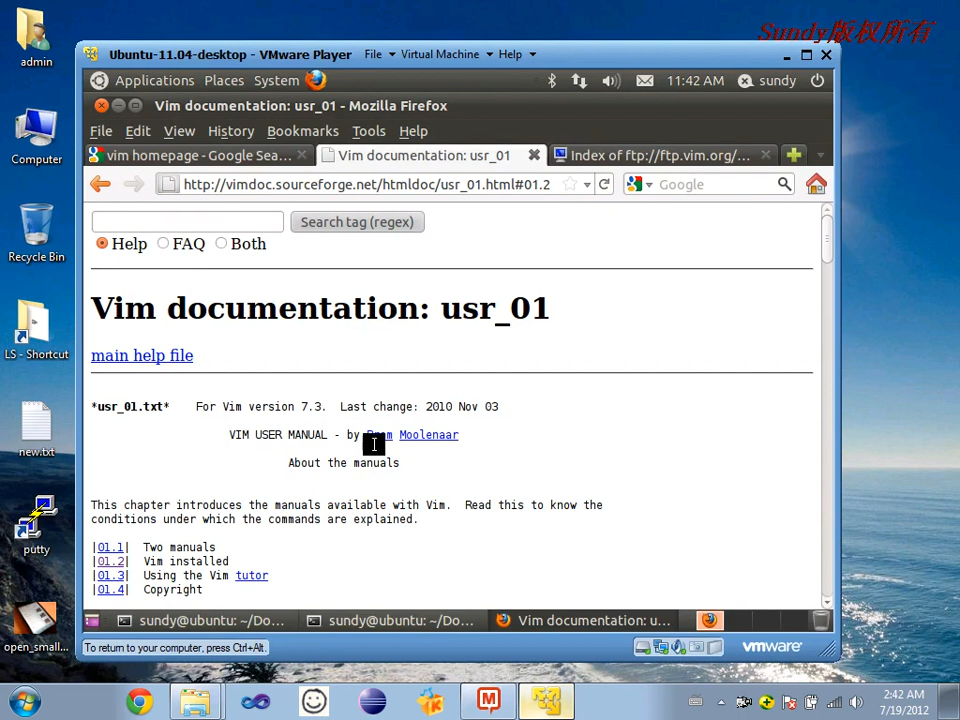 admin
Computer
Recycle Bin
LS - Shortcut
new.txt
putty
open_small...
Sundy版权所有
Ubuntu-11.04-desktop - VMware Player File Virtual Machine Help
Applications Places System 11:42 AM sundy
Vim documentation: usr_01 - Mozilla Firefox
File Edit View History Bookmarks Tools Help
vim homepage - Google Sea... Vim documentation: usr_01 Index of ftp://ftp.vim.org/...
http://vimdoc.sourceforge.net/htmldoc/usr_01.html#01.2 Google
Search tag (regex)
Help FAQ Both
Vim documentation: usr_01
main help file
*usr_01.txt* For Vim version 7.3. Last change: 2010 Nov 03
VIM USER MANUAL - by Bram Moolenaar
About the manuals
This chapter introduces the manuals available with Vim. Read this to know the
conditions under which the commands are explained.
|01.1| Two manuals
|01.2| Vim installed
|01.3| Using the Vim tutor
|01.4| Copyright
sundy@ubuntu: ~/Do... sundy@ubuntu: ~/Do... Vim documentation: u...
To return to your computer, press Ctrl+Alt.
vmware
2:42 AM
7/19/2012